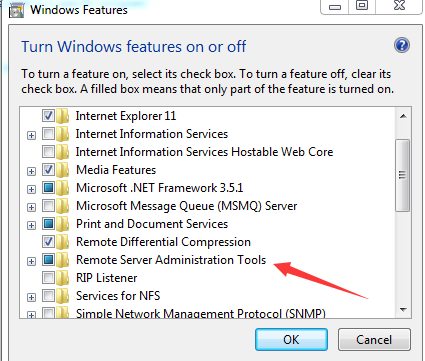 Windows Features
Turn Windows features on or off
To turn a feature on, select its check box. To turn a feature off, clear its
check box. A filled box means that only part of the feature is turned on.
Internet Explorer 11
Internet Information Services
Internet Information Services Hostable Web Core
Media Features
Microsoft .NET Framework 3.5.1
Microsoft Message Queue (MSMQ) Server
Print and Document Services
Remote Differential Compression
Remote Server Administration Tools
RIP Listener
Services for NFS
Simple Network Management Protocol (SNMP)
OK
Cancel